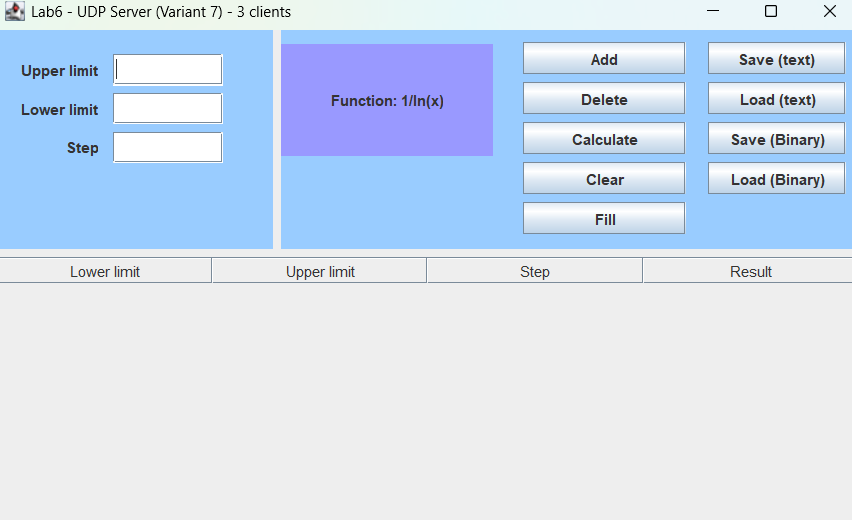 Lab6 - UDP Server (Variant 7) - 3 clients
Upper limit
Lower limit
Step
Function: 1/ln(x)
Add
Delete
Calculate
Clear
Fill
Save (text)
Load (text)
Save (Binary)
Load (Binary)
Lower limit Upper limit Step Result